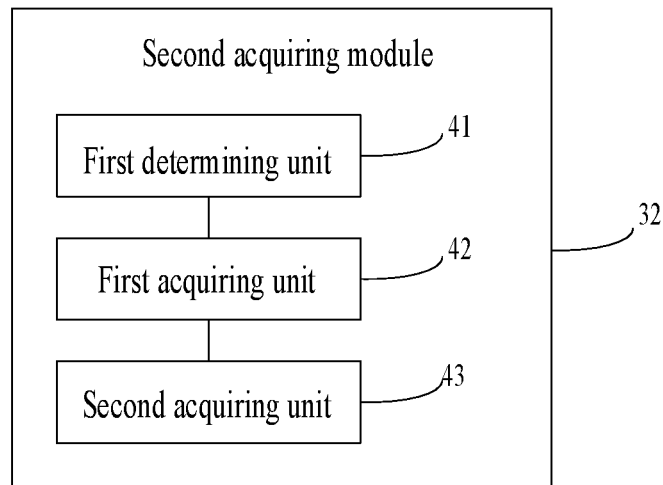 Second acquiring module
41
First determining unit
32
42
First acquiring unit
43
Second acquiring unit